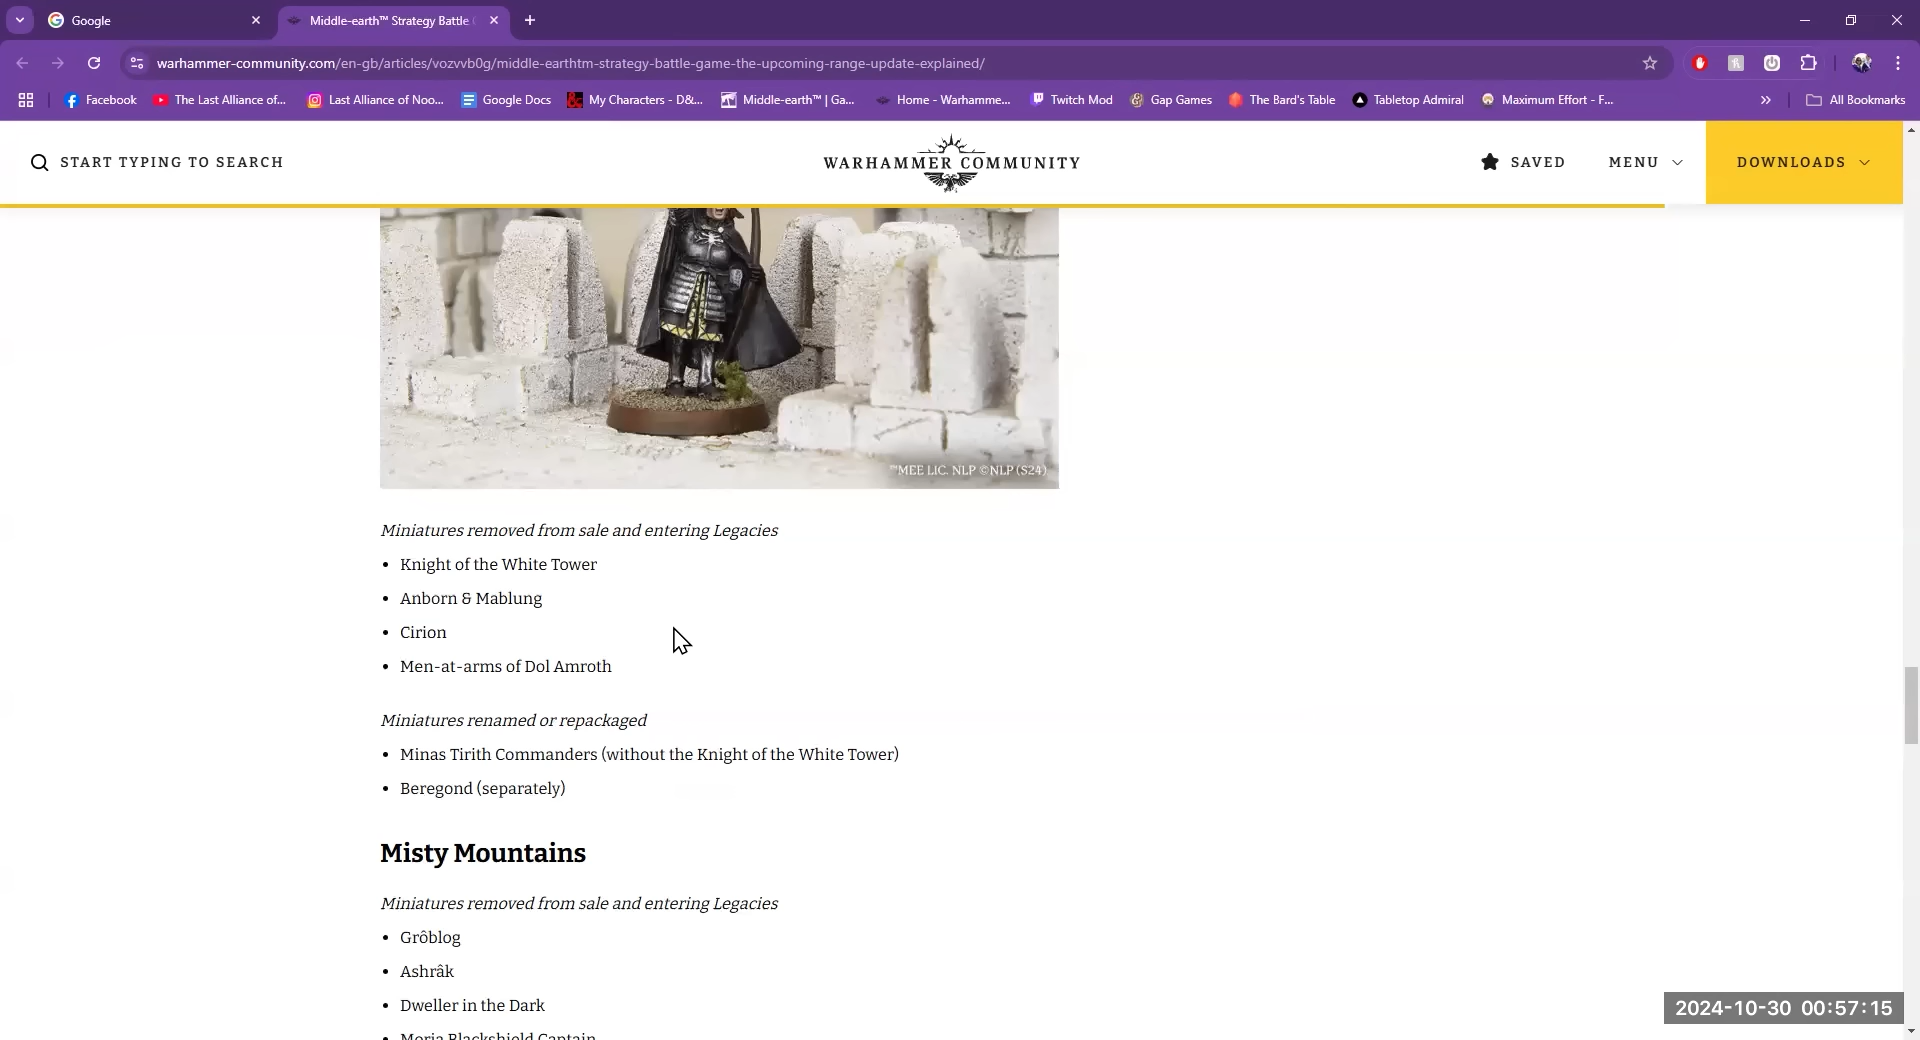 Google
Middle-earth™ Strategy Battle
warhammer-community.com/en-gb/articles/vozvvb0g/middle-earthtm-strategy-battle-game-the-upcoming-range-update-explained/
Facebook
The Last Alliance of...
Last Alliance of Noo...
Google Docs
My Characters - D&...
Middle-earth™ | Ga...
Home - Warhamme...
Twitch Mod
Gap Games
The Bard's Table
Tabletop Admiral
Maximum Effort - F...
All Bookmarks
START TYPING TO SEARCH
WARHAMMER COMMUNITY
SAVED
MENU
DOWNLOADS
™MEE LIC. NLP ©NLP (S24)
Miniatures removed from sale and entering Legacies
• Knight of the White Tower
• Anborn & Mablung
• Cirion
• Men-at-arms of Dol Amroth
Miniatures renamed or repackaged
• Minas Tirith Commanders (without the Knight of the White Tower)
• Beregond (separately)
Misty Mountains
Miniatures removed from sale and entering Legacies
• Grôblog
• Ashrâk
• Dweller in the Dark
• Moria Blackshield Captain
2024-10-30 00:57:15